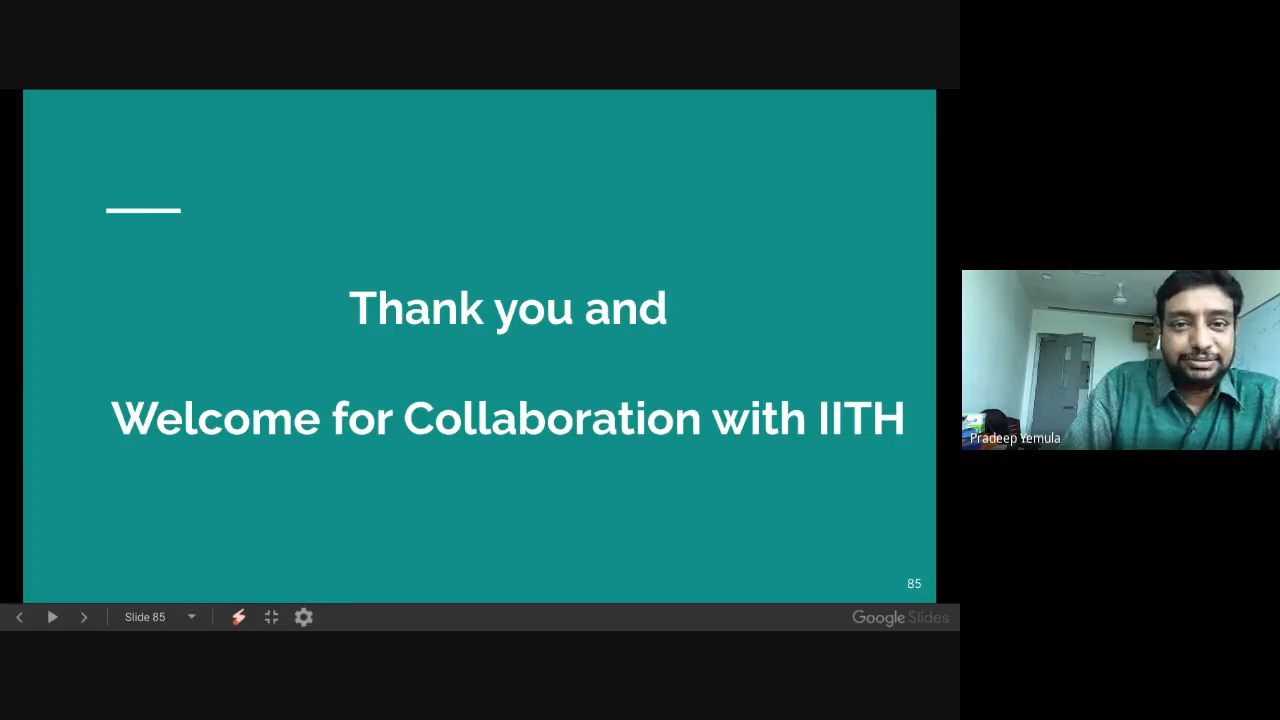 Thank you and
Welcome for Collaboration with IITH
85
Slide 85
Google Slides
Pradeep Yemula